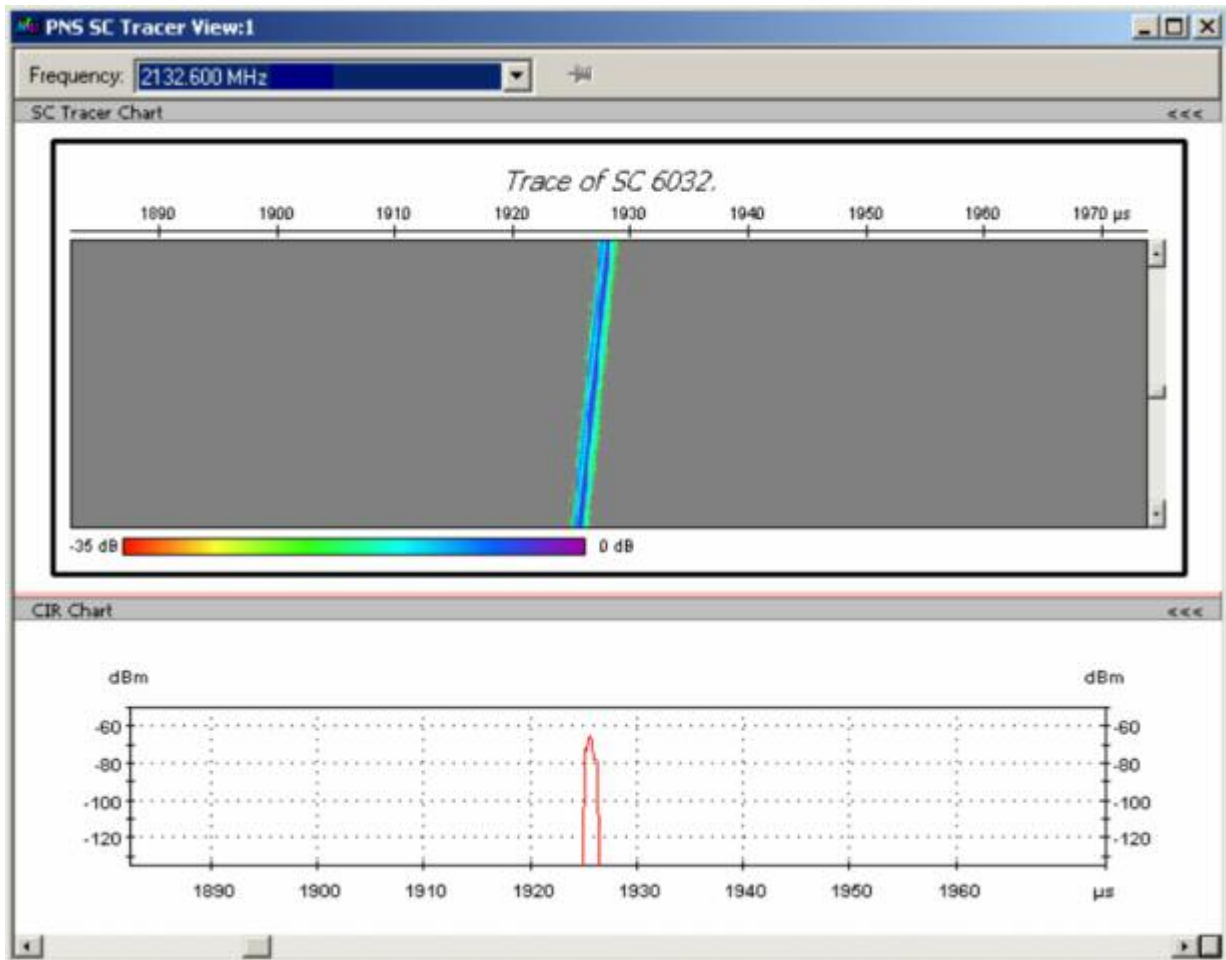 PNS SC Tracer View:1
Frequency: 2132.600 MHz
SC Tracer Chart <<<
Trace of SC 6032.
1890 1900 1910 1920 1930 1940 1950 1960 1970 µs
-35 dB 0 dB
CIR Chart <<<
dBm dBm
-60 -60
-80 -80
-100 -100
-120 -120
1890 1900 1910 1920 1930 1940 1950 1960 µs